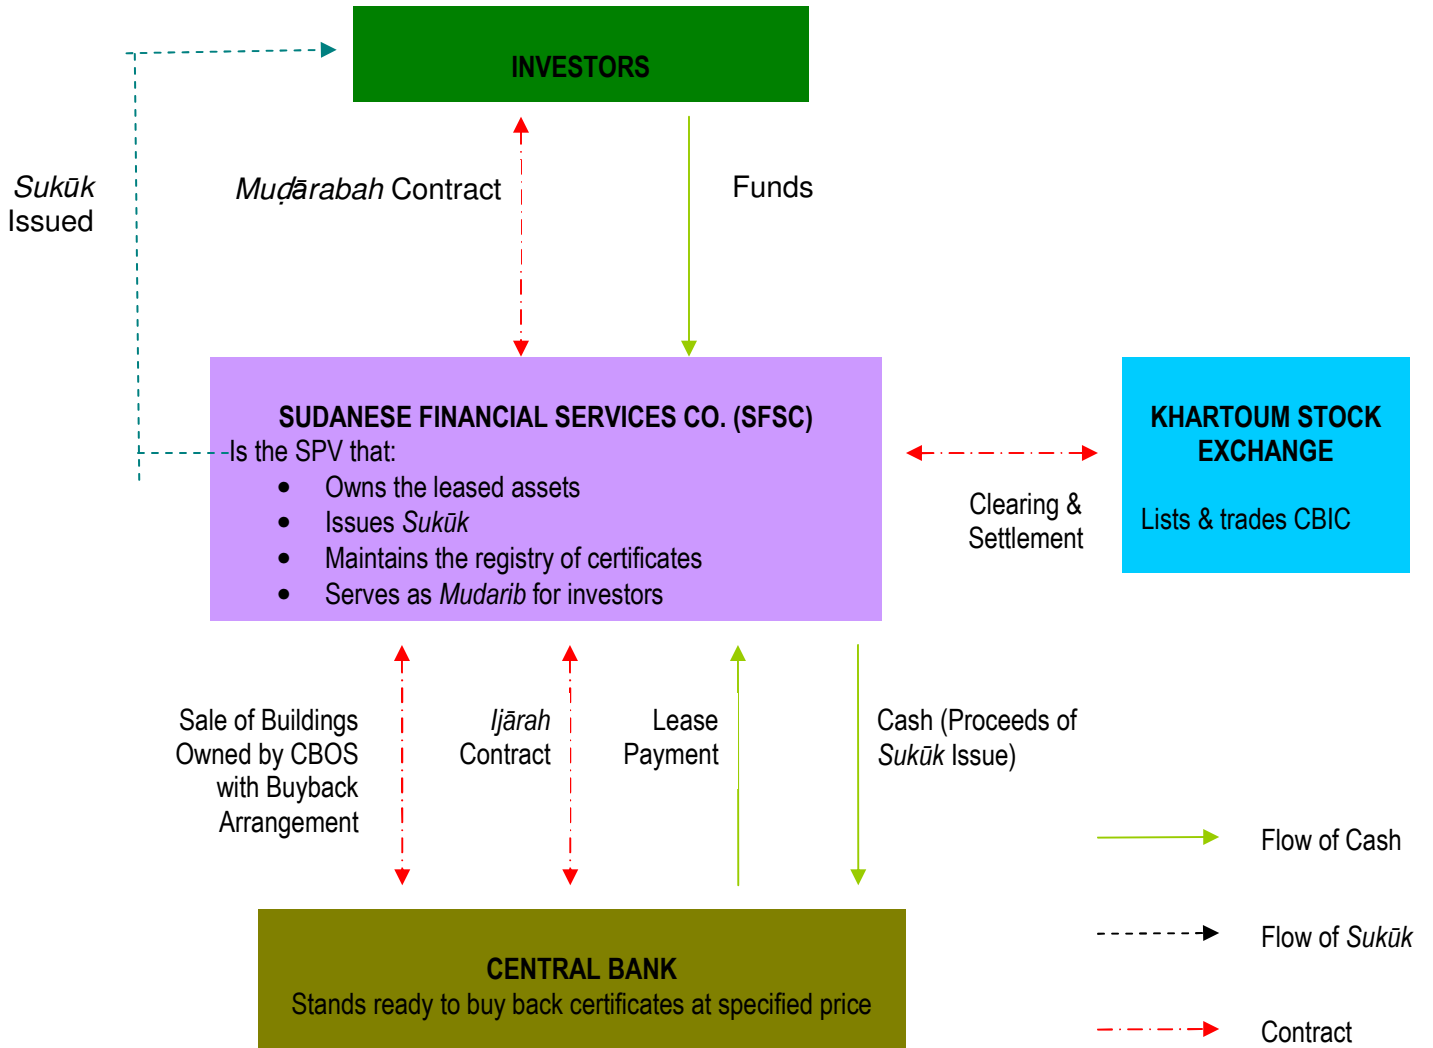 INVESTORS
Sukūk
Issued
Muḍārabah Contract
Funds
SUDANESE FINANCIAL SERVICES CO. (SFSC)
Is the SPV that:
• Owns the leased assets
• Issues Sukūk
• Maintains the registry of certificates
• Serves as Mudarib for investors
Clearing &
Settlement
KHARTOUM STOCK
EXCHANGE
Lists & trades CBIC
Sale of Buildings
Owned by CBOS
with Buyback
Arrangement
Ijārah
Contract
Lease
Payment
Cash (Proceeds of
Sukūk Issue)
CENTRAL BANK
Stands ready to buy back certificates at specified price
Flow of Cash
Flow of Sukūk
Contract